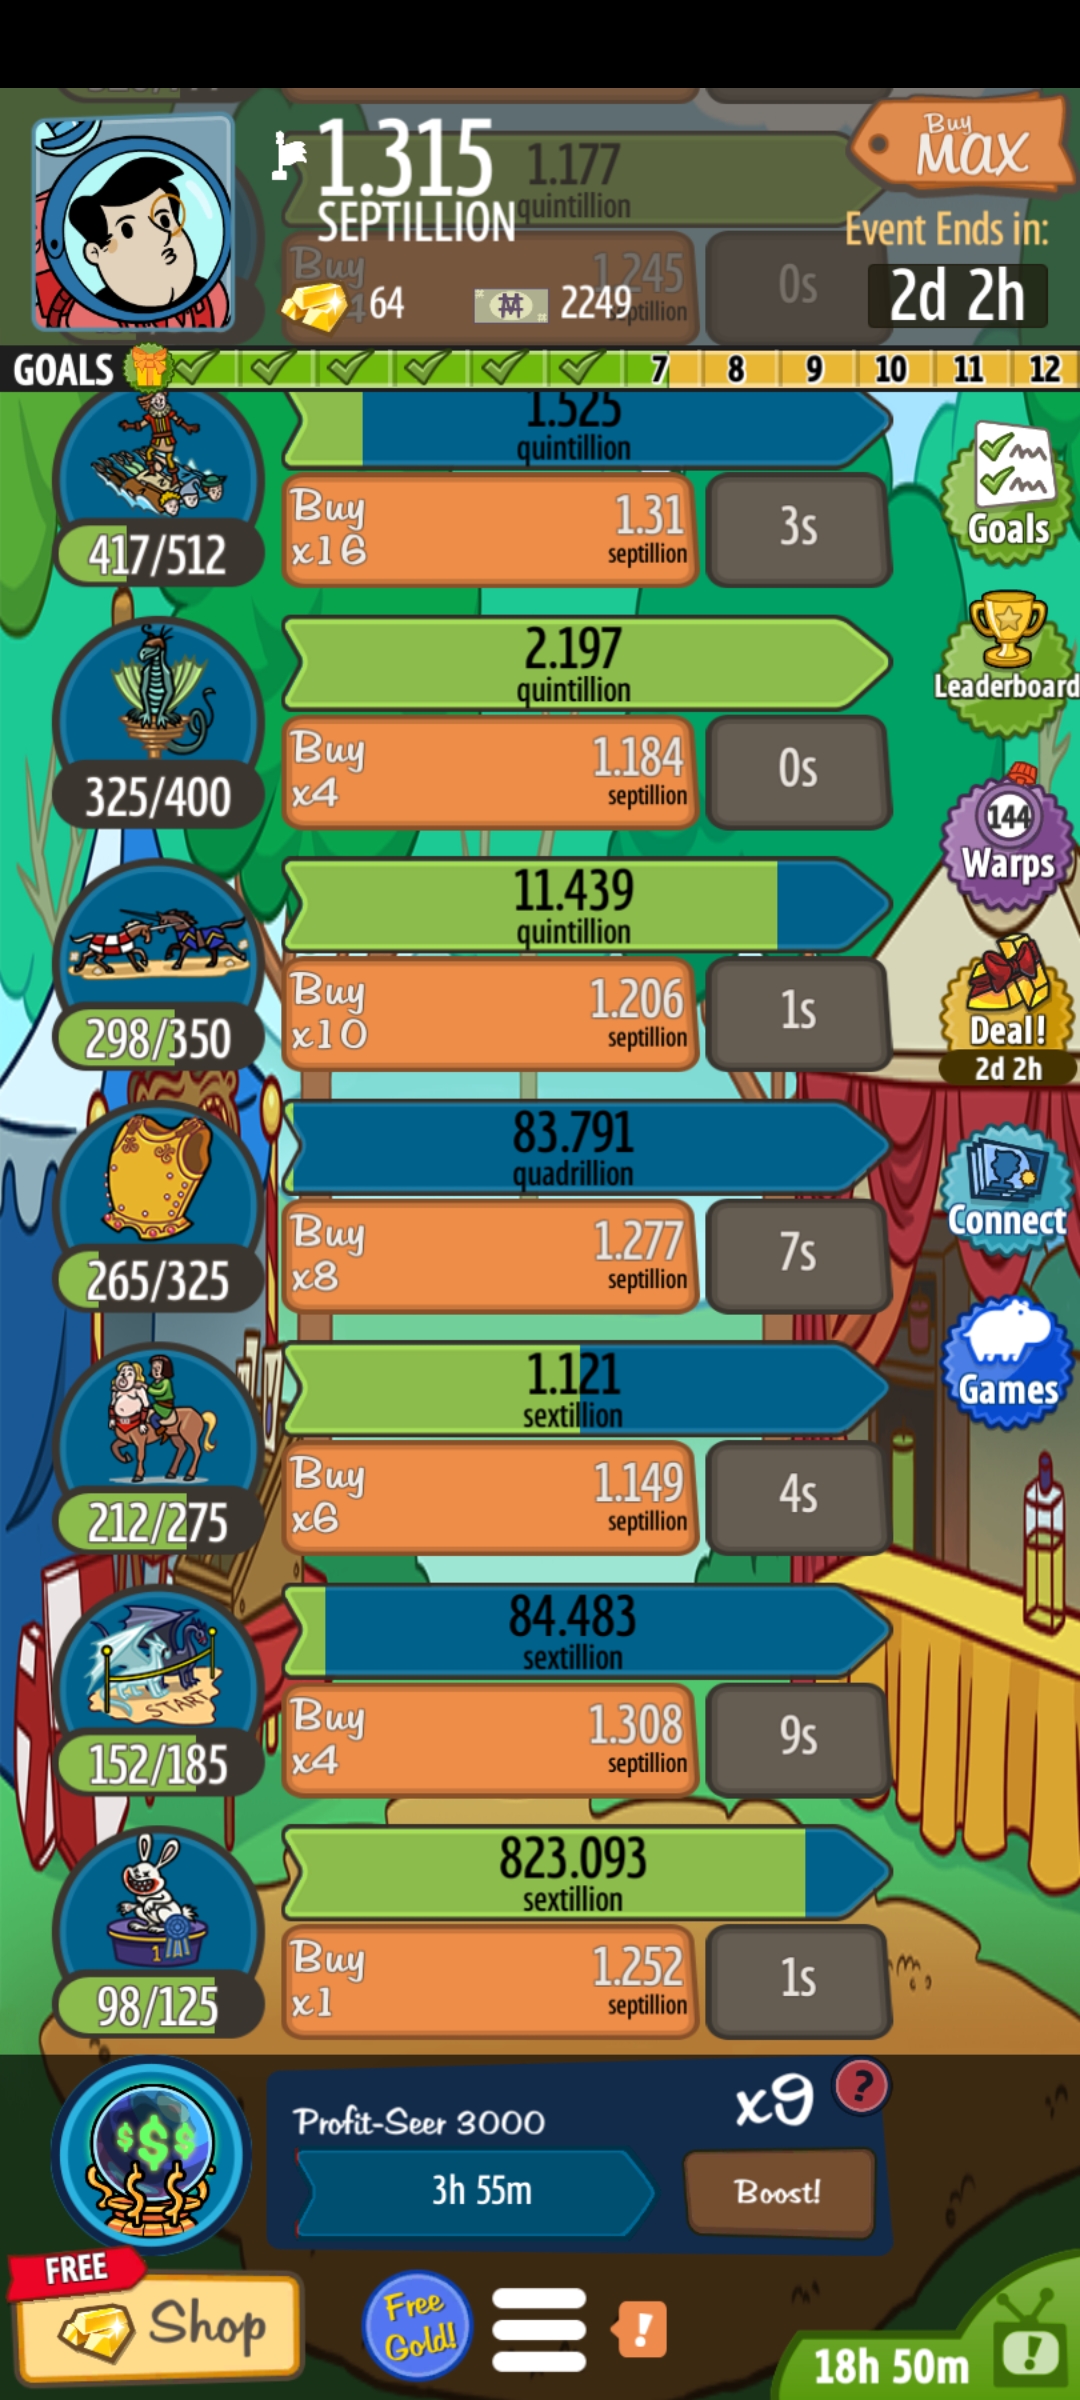 1.315
SEPTILLION
1.177
quintillion
Buy
MAX
Event Ends in:
2d 2h
Buy
1.245
septillion
0s
64
2249
GOALS
7 8 9 10 11 12
1.525
quintillion
Buy
x16
1.31
septillion
3s
417/512
Goals
2.197
quintillion
Buy
x4
1.184
septillion
0s
325/400
Leaderboard
144
Warps
11.439
quintillion
Buy
x10
1.206
septillion
1s
298/350
Deal!
2d 2h
83.791
quadrillion
Buy
x8
1.277
septillion
7s
265/325
Connect
1.121
sextillion
Buy
x6
1.149
septillion
4s
212/275
Games
84.483
sextillion
Buy
x4
1.308
septillion
9s
START
152/185
823.093
sextillion
Buy
x1
1.252
septillion
1s
1
98/125
$$$
Profit-Seer 3000
x9
?
3h 55m
Boost!
FREE
Shop
Free
Gold!
!
18h 50m
!